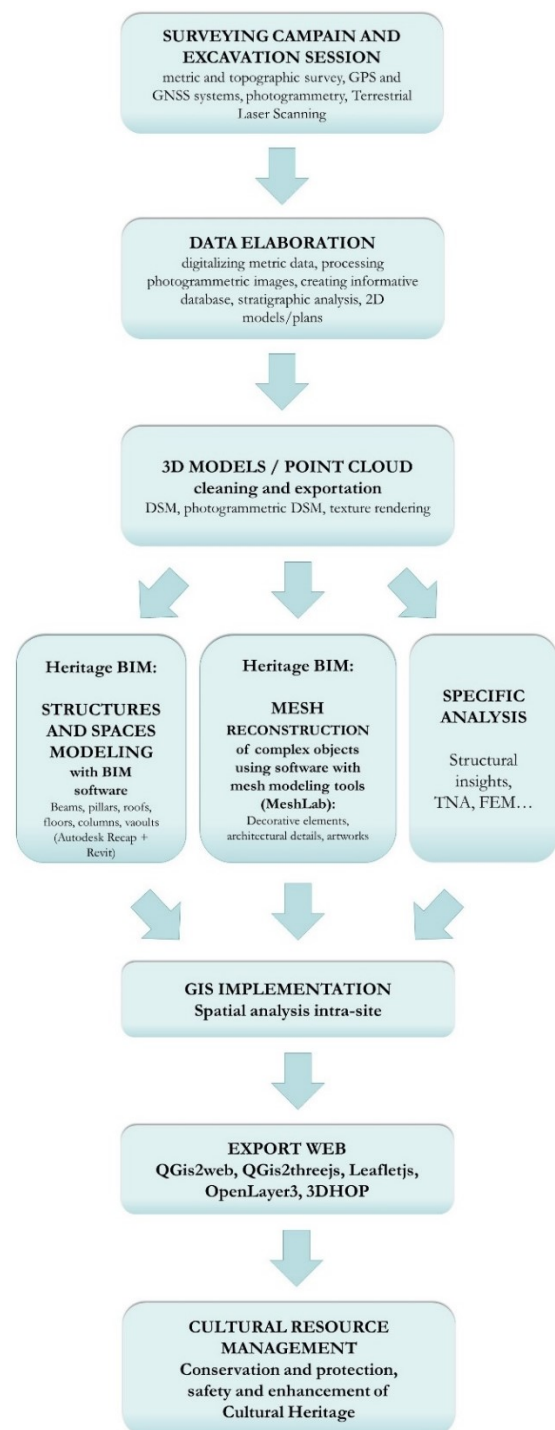 SURVEYING CAMPAIN AND
EXCAVATION SESSION
metric and topographic survey, GPS and
GNSS systems, photogrammetry, Terrestrial
Laser Scanning
DATA ELABORATION
digitalizing metric data, processing
photogrammetric images, creating informative
database, stratigraphic analysis, 2D
models/plans
3D MODELS / POINT CLOUD
cleaning and exportation
DSM, photogrammetric DSM, texture rendering
Heritage BIM:
STRUCTURES
AND SPACES
MODELING
with BIM
software
Beams, pillars, roofs,
floors, columns, vaoults
(Autodesk Recap +
Revit)
Heritage BIM:
MESH
RECONSTRUCTION
of complex objects
using software with
mesh modeling tools
(MeshLab):
Decorative elements,
architectural details, artworks
SPECIFIC
ANALYSIS
Structural
insights,
TNA, FEM…
GIS IMPLEMENTATION
Spatial analysis intra-site
EXPORT WEB
QGis2web, QGis2threejs, Leafletjs,
OpenLayer3, 3DHOP
CULTURAL RESOURCE
MANAGEMENT
Conservation and protection,
safety and enhancement of
Cultural Heritage